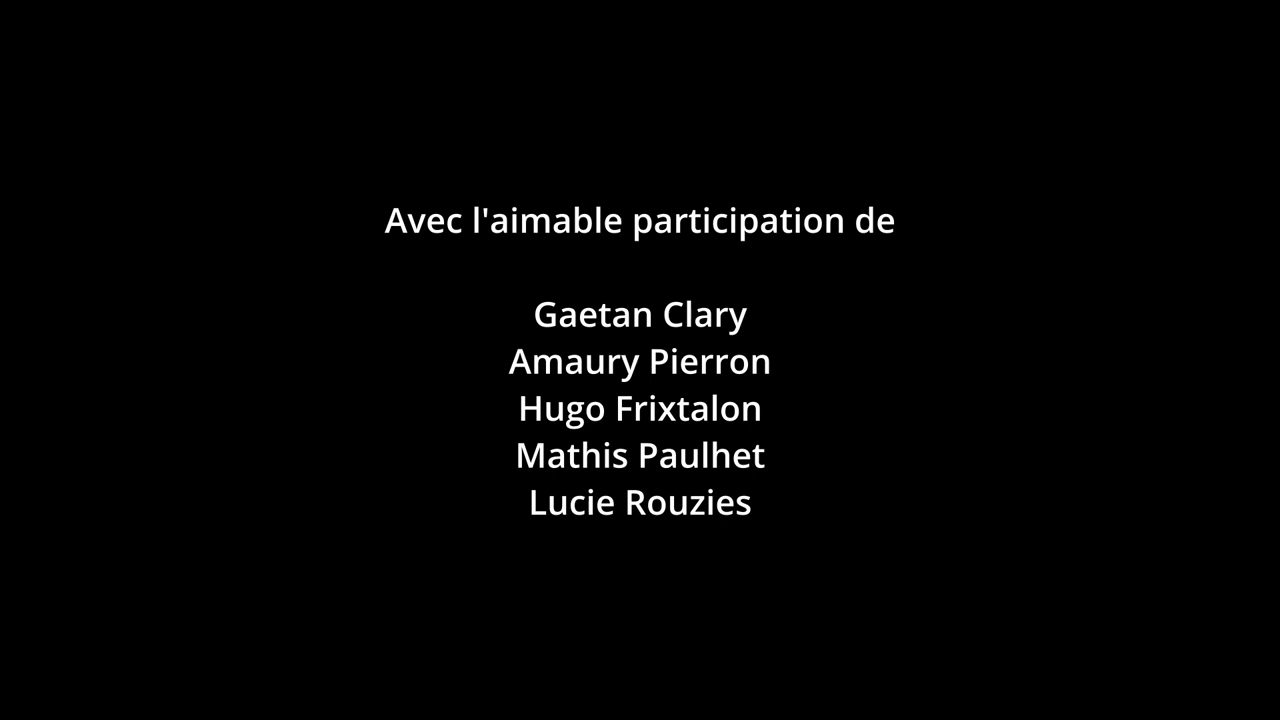 Avec l'aimable participation de
Gaetan Clary
Amaury Pierron
Hugo Frixtalon
Mathis Paulhet
Lucie Rouzies